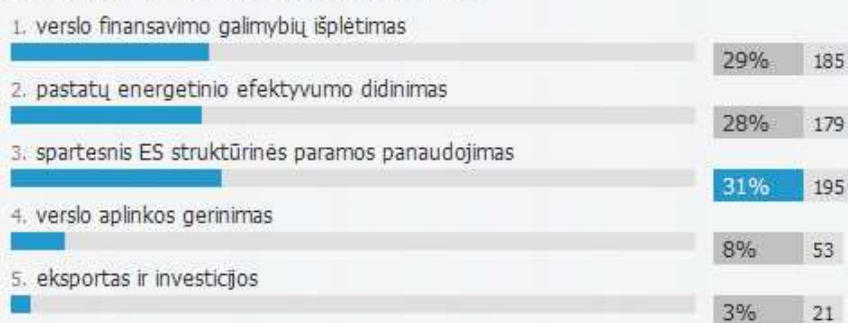 1. verslo finansavimo galimybių išplėtimas
29% 185
2. pastatų energetinio efektyvumo didinimas
28% 179
3. spartesnis ES struktūrinės paramos panaudojimas
31% 195
4. verslo aplinkos gerinimas
8% 53
5. eksportas ir investicijos
3% 21